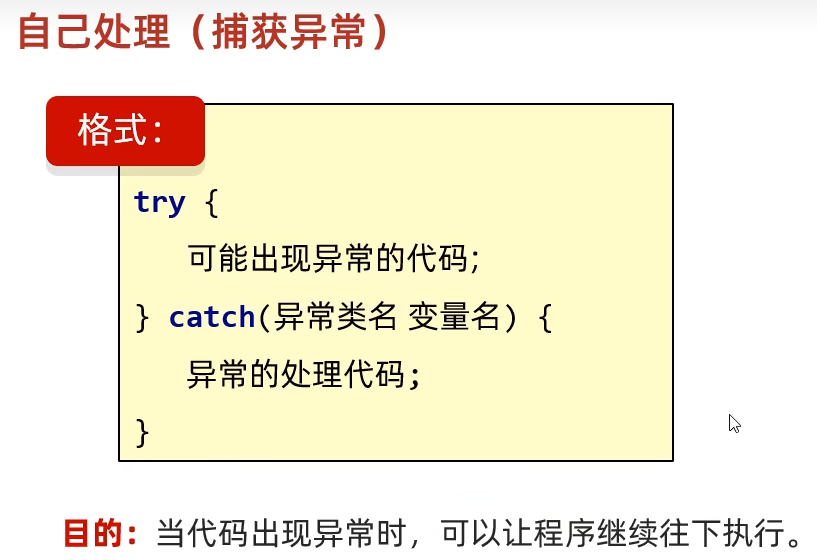 自己处理（捕获异常）
格式：
try {
可能出现异常的代码;
} catch(异常类名 变量名) {
异常的处理代码;
}
目的：当代码出现异常时，可以让程序继续往下执行。